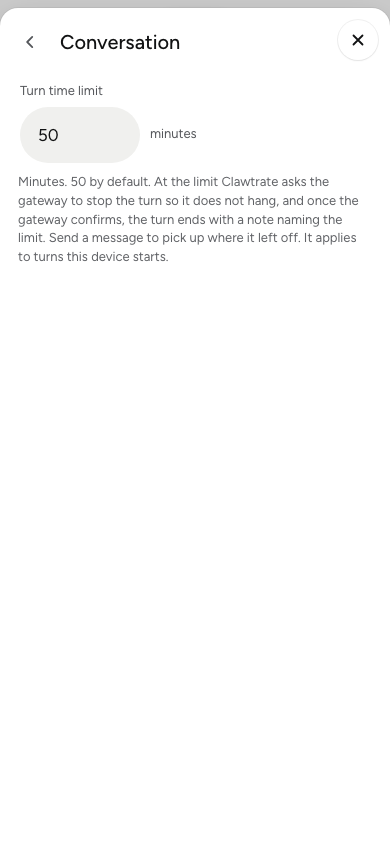 Conversation
Turn time limit
50
minutes
Minutes. 50 by default. At the limit Clawtrate asks the
gateway to stop the turn so it does not hang, and once the
gateway confirms, the turn ends with a note naming the
limit. Send a message to pick up where it left off. It applies
to turns this device starts.